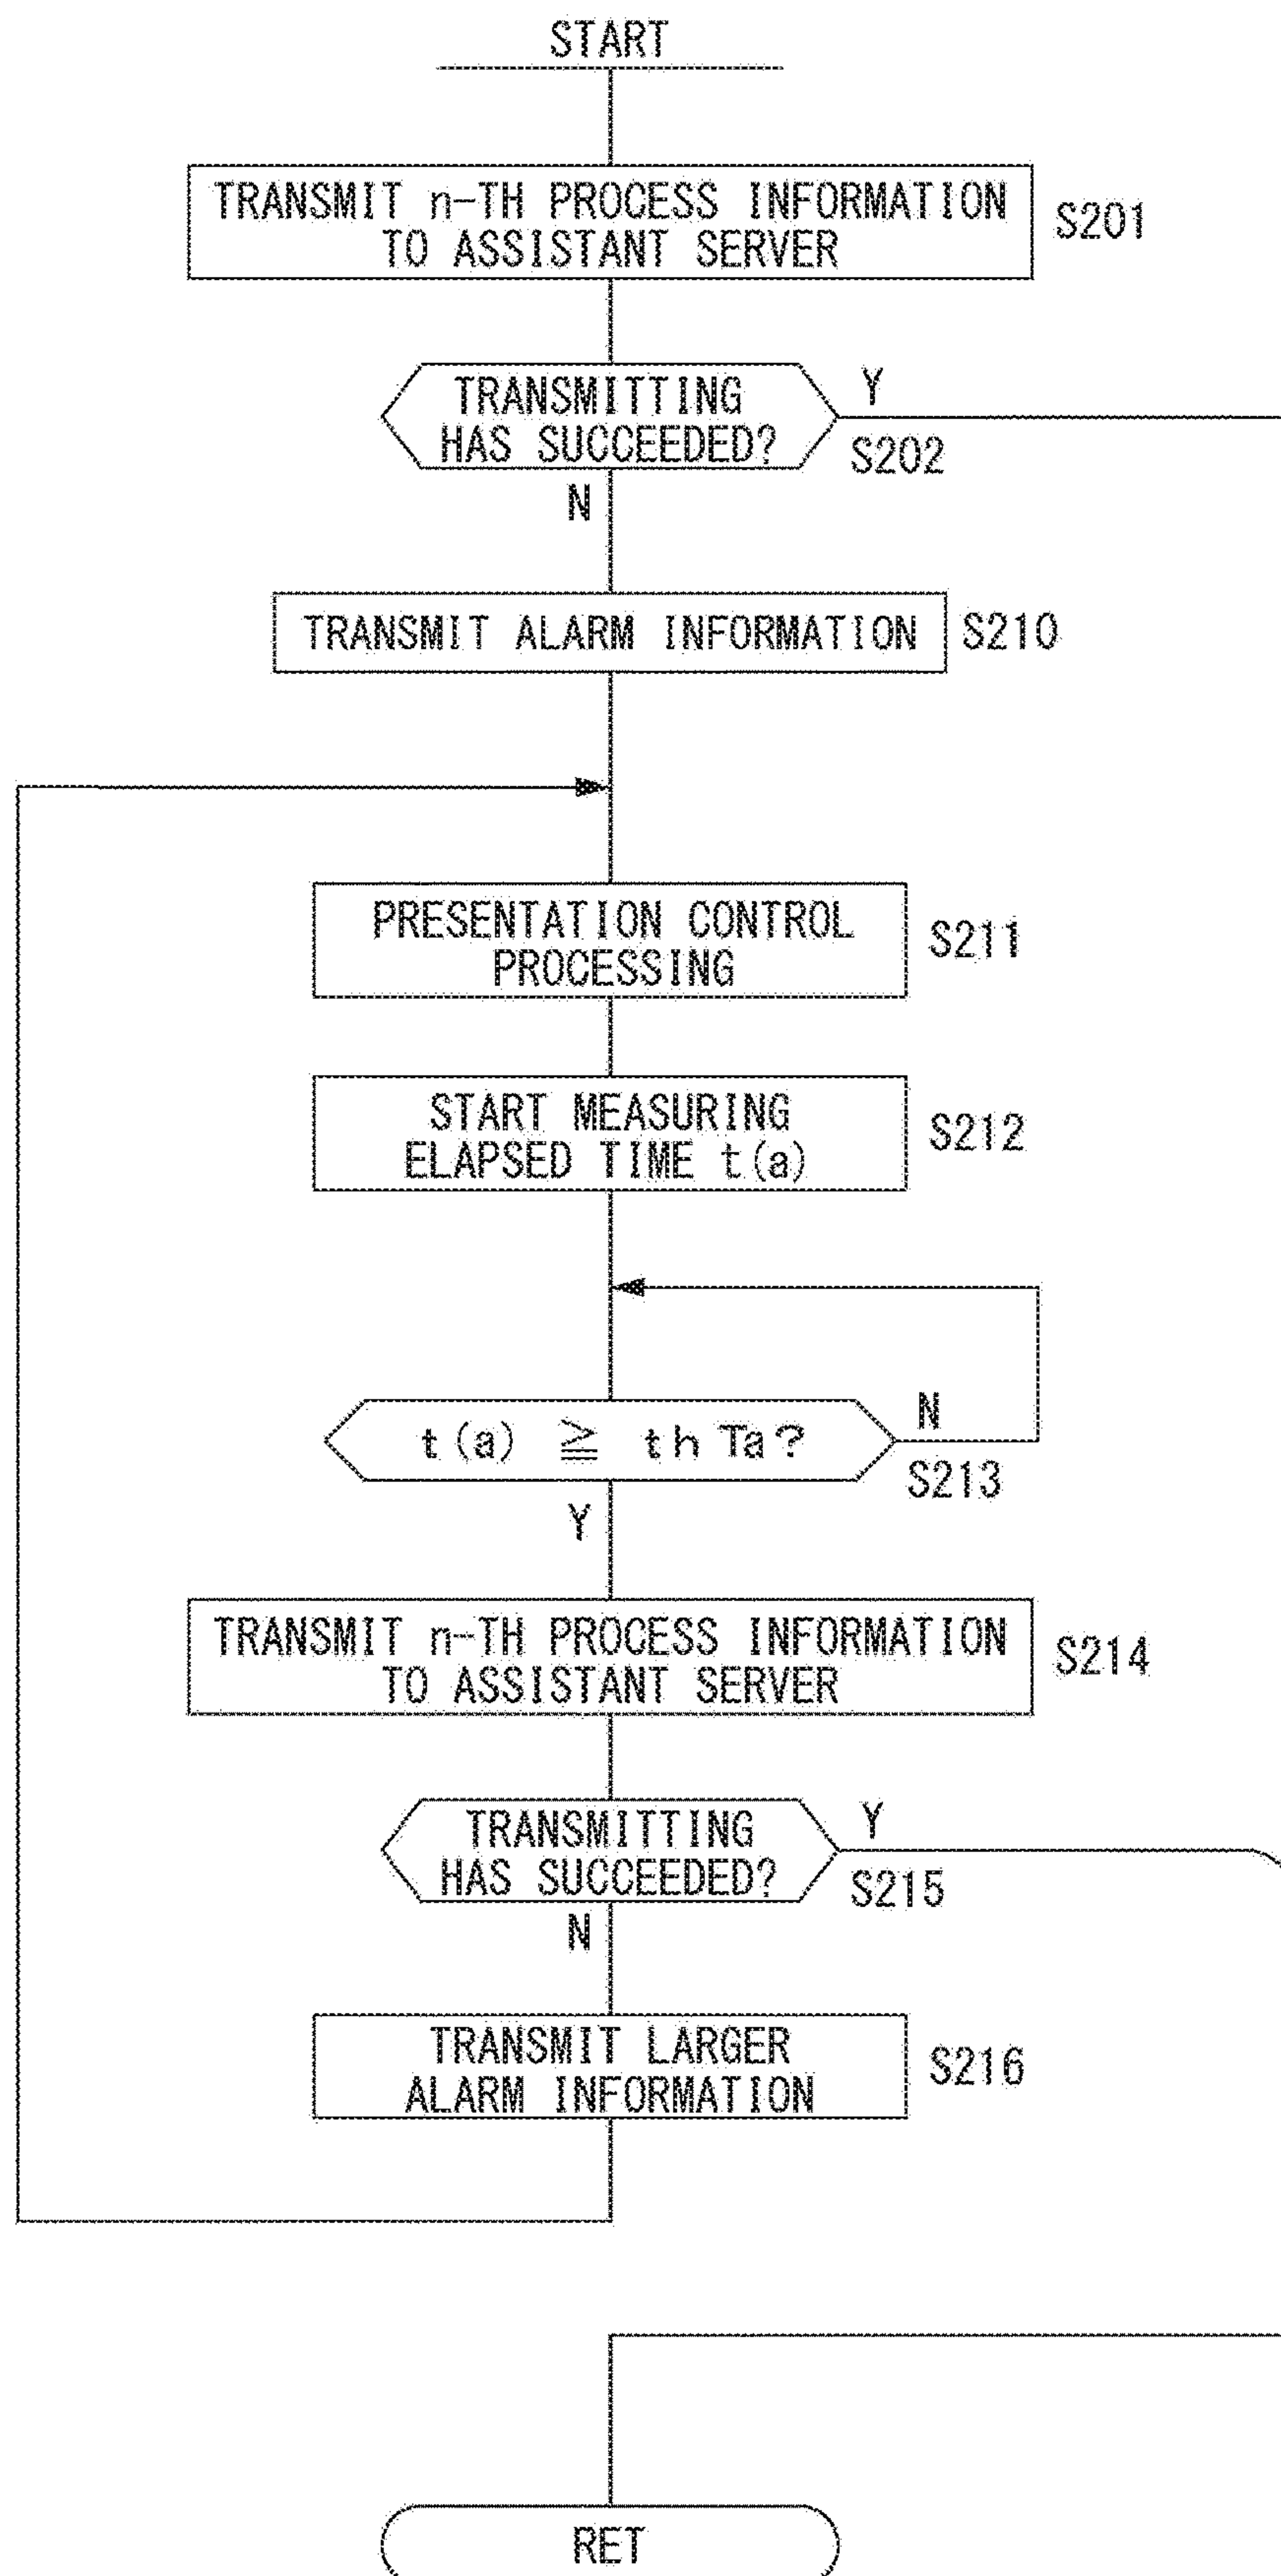 START
TRANSMIT n-TH PROCESS INFORMATION
TO ASSISTANT SERVER
S201
TRANSMITTING
HAS SUCCEEDED?
Y
S202
N
TRANSMIT ALARM INFORMATION
S210
PRESENTATION CONTROL
PROCESSING
S211
START MEASURING
ELAPSED TIME t(a)
S212
t(a) ≧ thTa?
N
S213
Y
TRANSMIT n-TH PROCESS INFORMATION
TO ASSISTANT SERVER
S214
TRANSMITTING
HAS SUCCEEDED?
Y
S215
N
TRANSMIT LARGER
ALARM INFORMATION
S216
RET